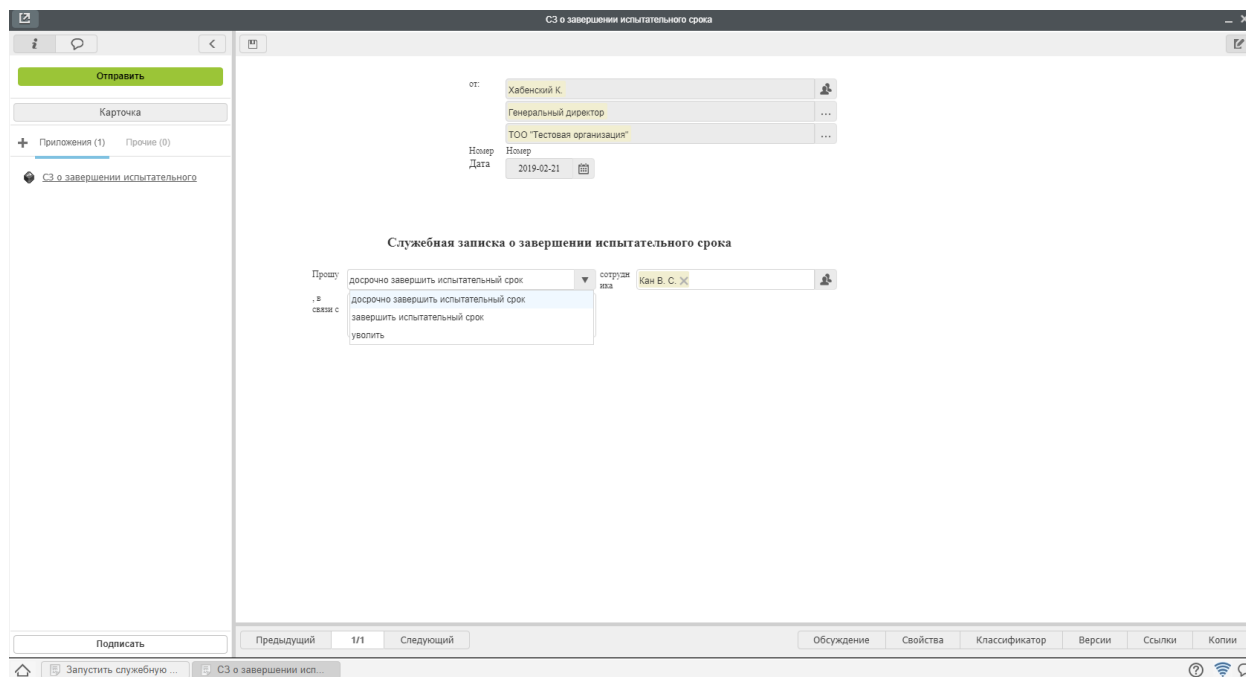 СЗ о завершении испытательного срока
Отправить
Карточка
Приложения (1) Прочие (0)
СЗ о завершении испытательного
от: Хабенский К.
Генеральный директор ...
ТОО "Тестовая организация" ...
Номер Номер
Дата 2019-02-21
Служебная записка о завершении испытательного срока
Прошу досрочно завершить испытательный срок сотрудн
ика Кан В. С.
, в
связи с
досрочно завершить испытательный срок
завершить испытательный срок
уволить
Подписать
Предыдущий 1/1 Следующий Обсуждение Свойства Классификатор Версии Ссылки Копии
Запустить служебную ... СЗ о завершении исп...